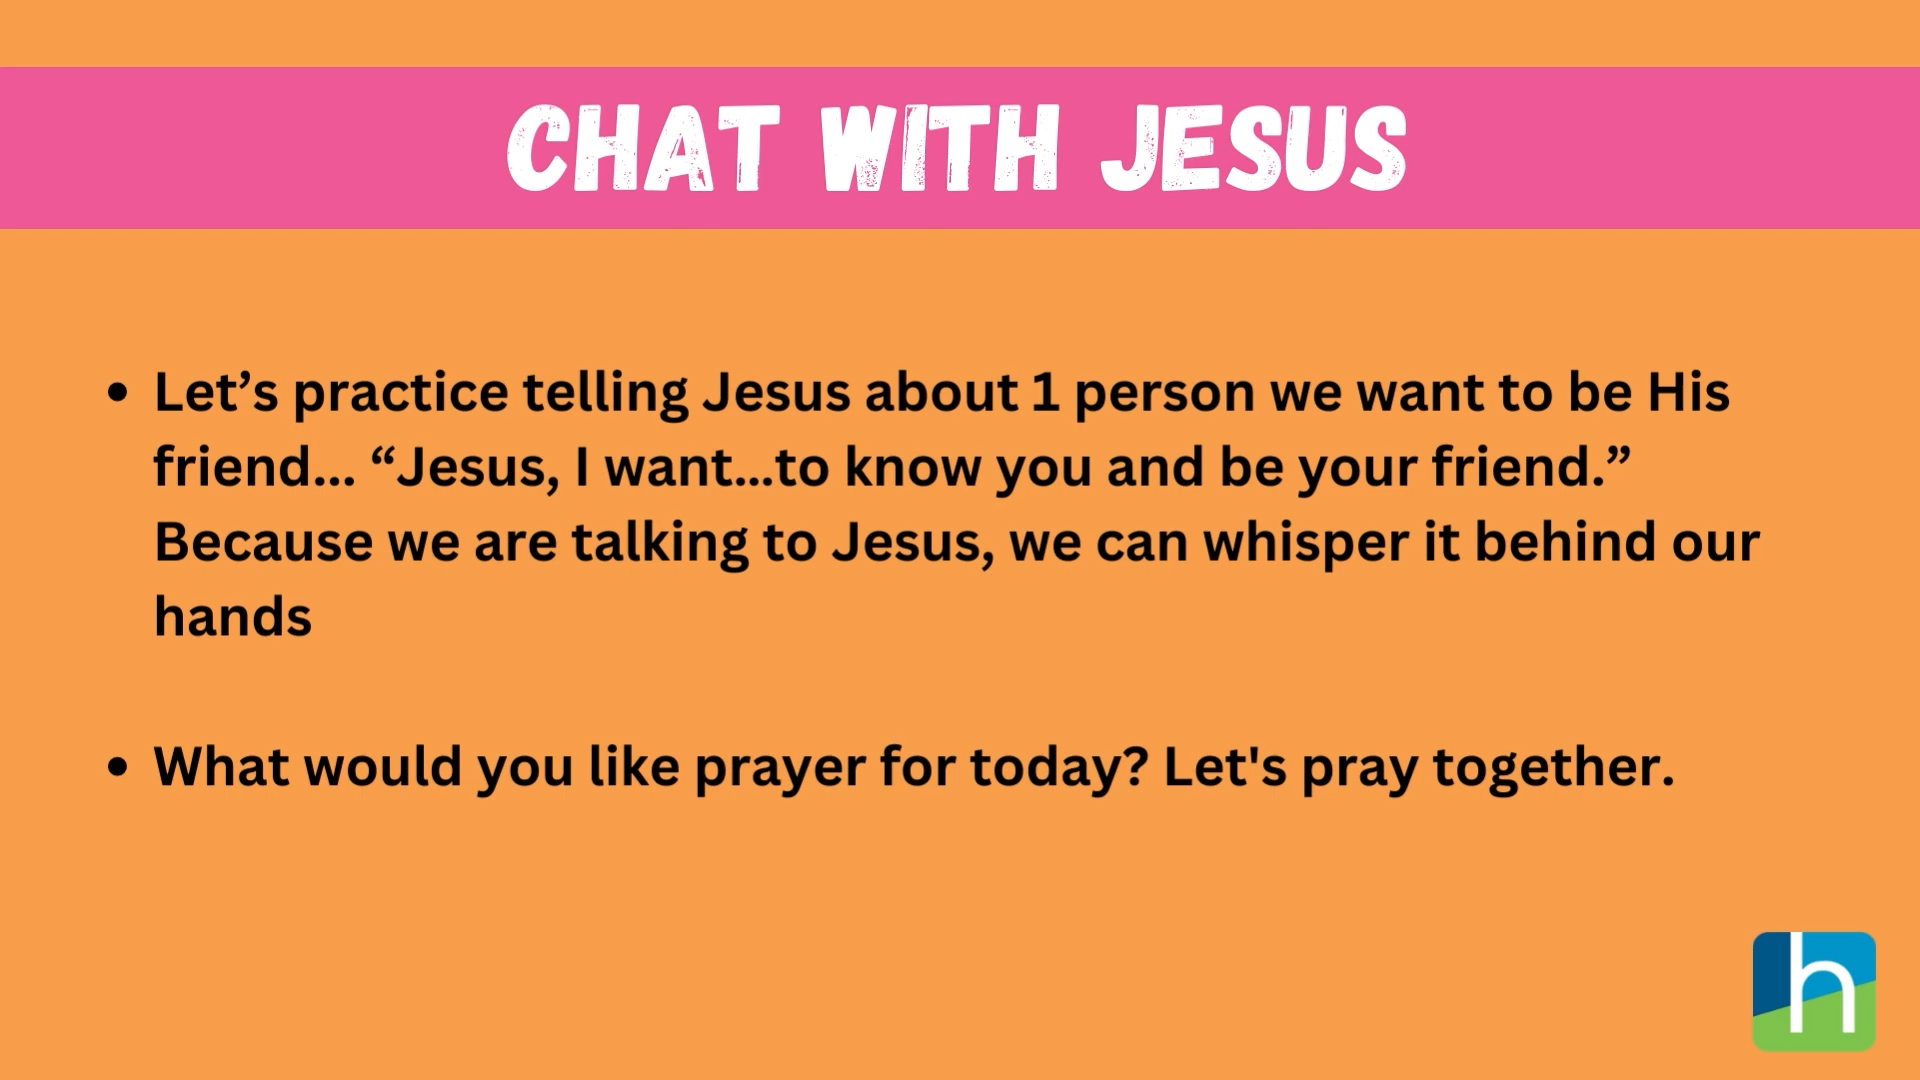 CHAT WITH JESUS
• Let’s practice telling Jesus about 1 person we want to be His
friend... “Jesus, I want...to know you and be your friend.”
Because we are talking to Jesus, we can whisper it behind our
hands
• What would you like prayer for today? Let's pray together.
h